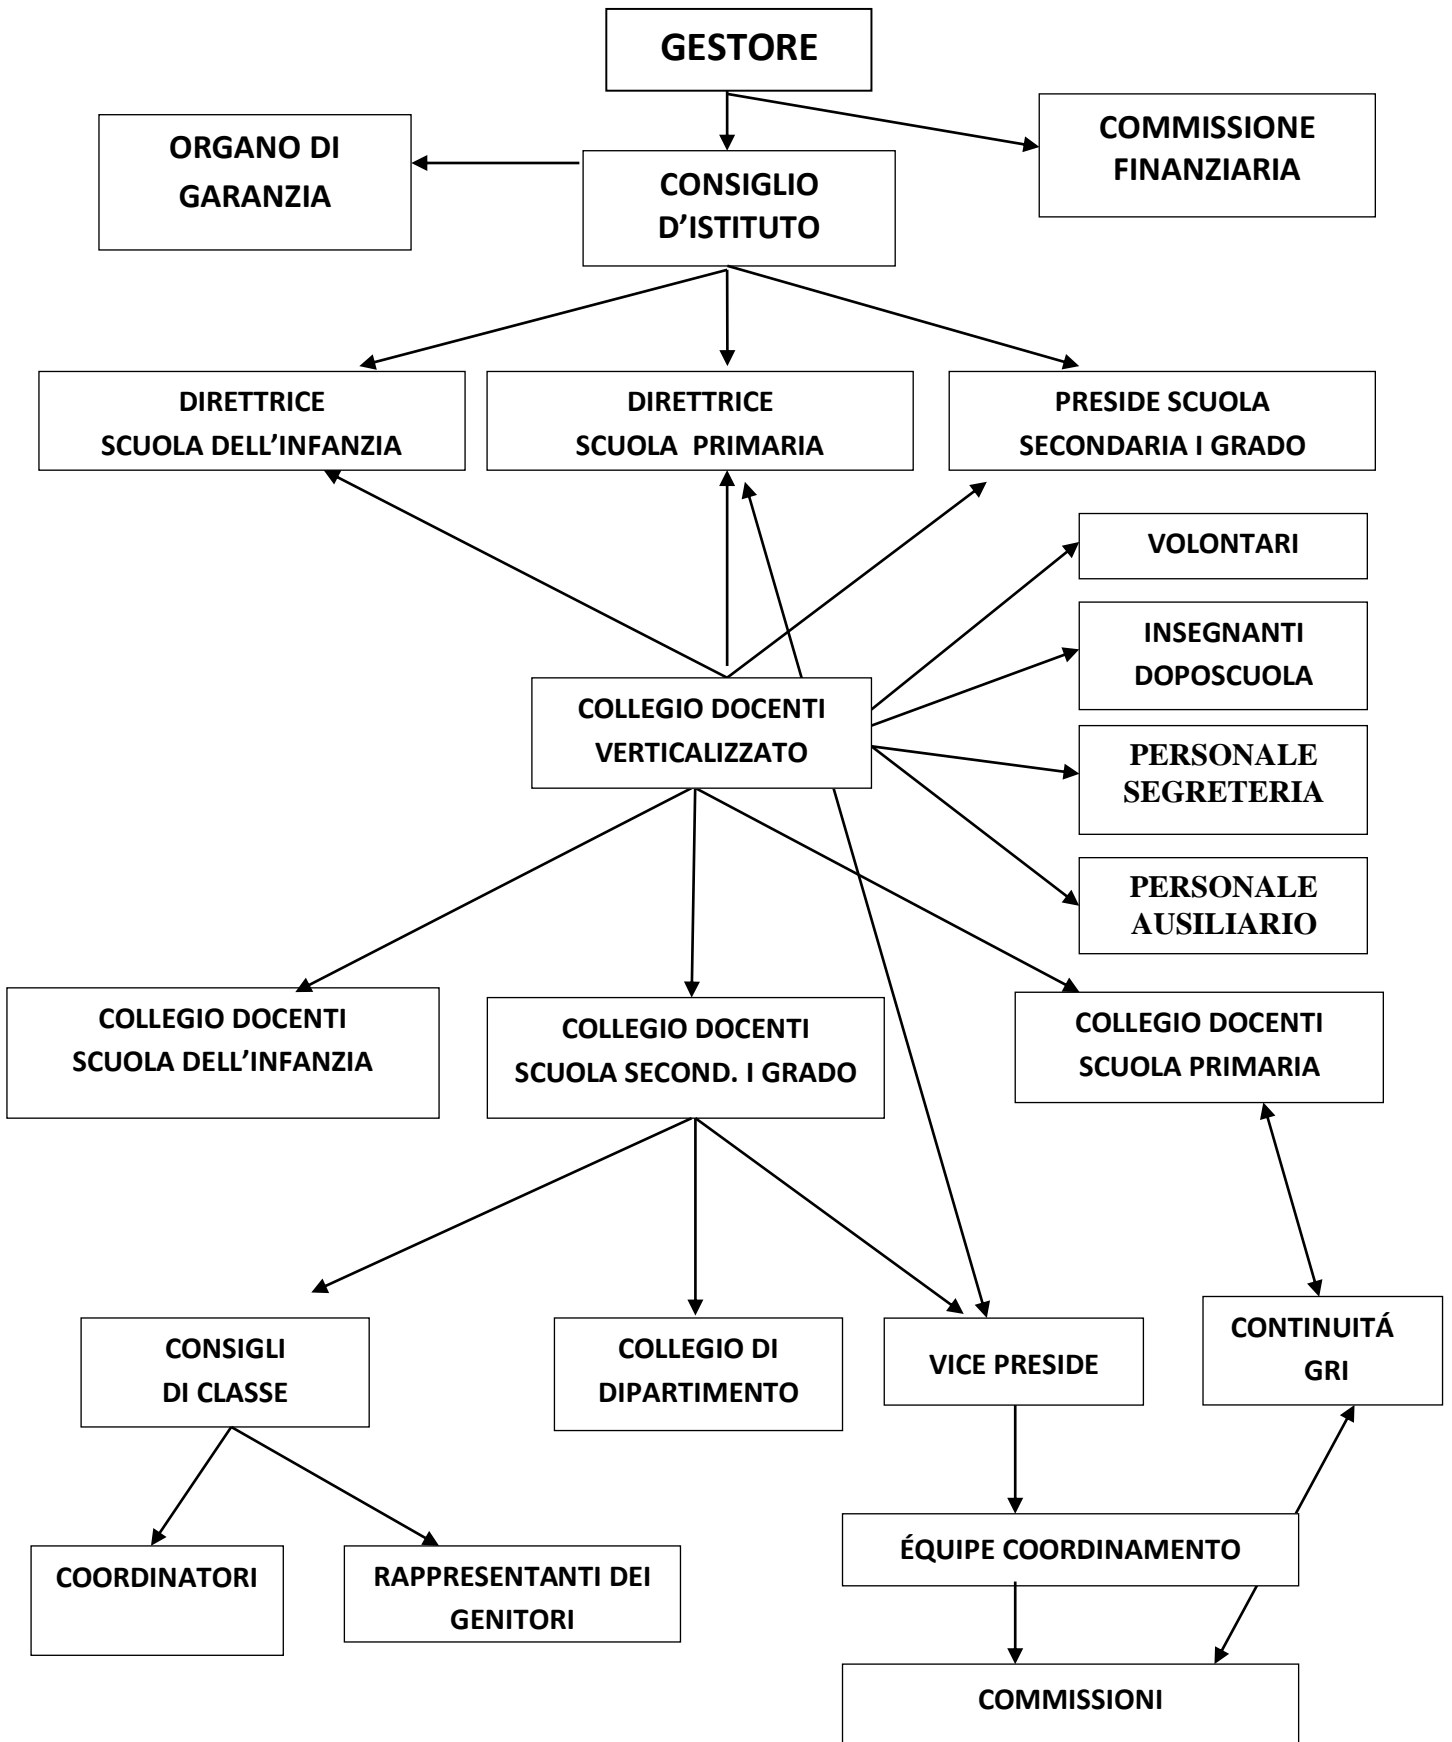 GESTORE
ORGANO DI
GARANZIA
COMMISSIONE
FINANZIARIA
CONSIGLIO
D’ISTITUTO
DIRETTRICE
SCUOLA DELL’INFANZIA
DIRETTRICE
SCUOLA PRIMARIA
PRESIDE SCUOLA
SECONDARIA I GRADO
VOLONTARI
INSEGNANTI
DOPOSCUOLA
COLLEGIO DOCENTI
VERTICALIZZATO
PERSONALE
SEGRETERIA
PERSONALE
AUSILIARIO
COLLEGIO DOCENTI
SCUOLA DELL’INFANZIA
COLLEGIO DOCENTI
SCUOLA SECOND. I GRADO
COLLEGIO DOCENTI
SCUOLA PRIMARIA
CONSIGLI
DI CLASSE
COLLEGIO DI
DIPARTIMENTO
VICE PRESIDE
CONTINUITÁ
GRI
COORDINATORI
RAPPRESENTANTI DEI
GENITORI
ÉQUIPE COORDINAMENTO
COMMISSIONI